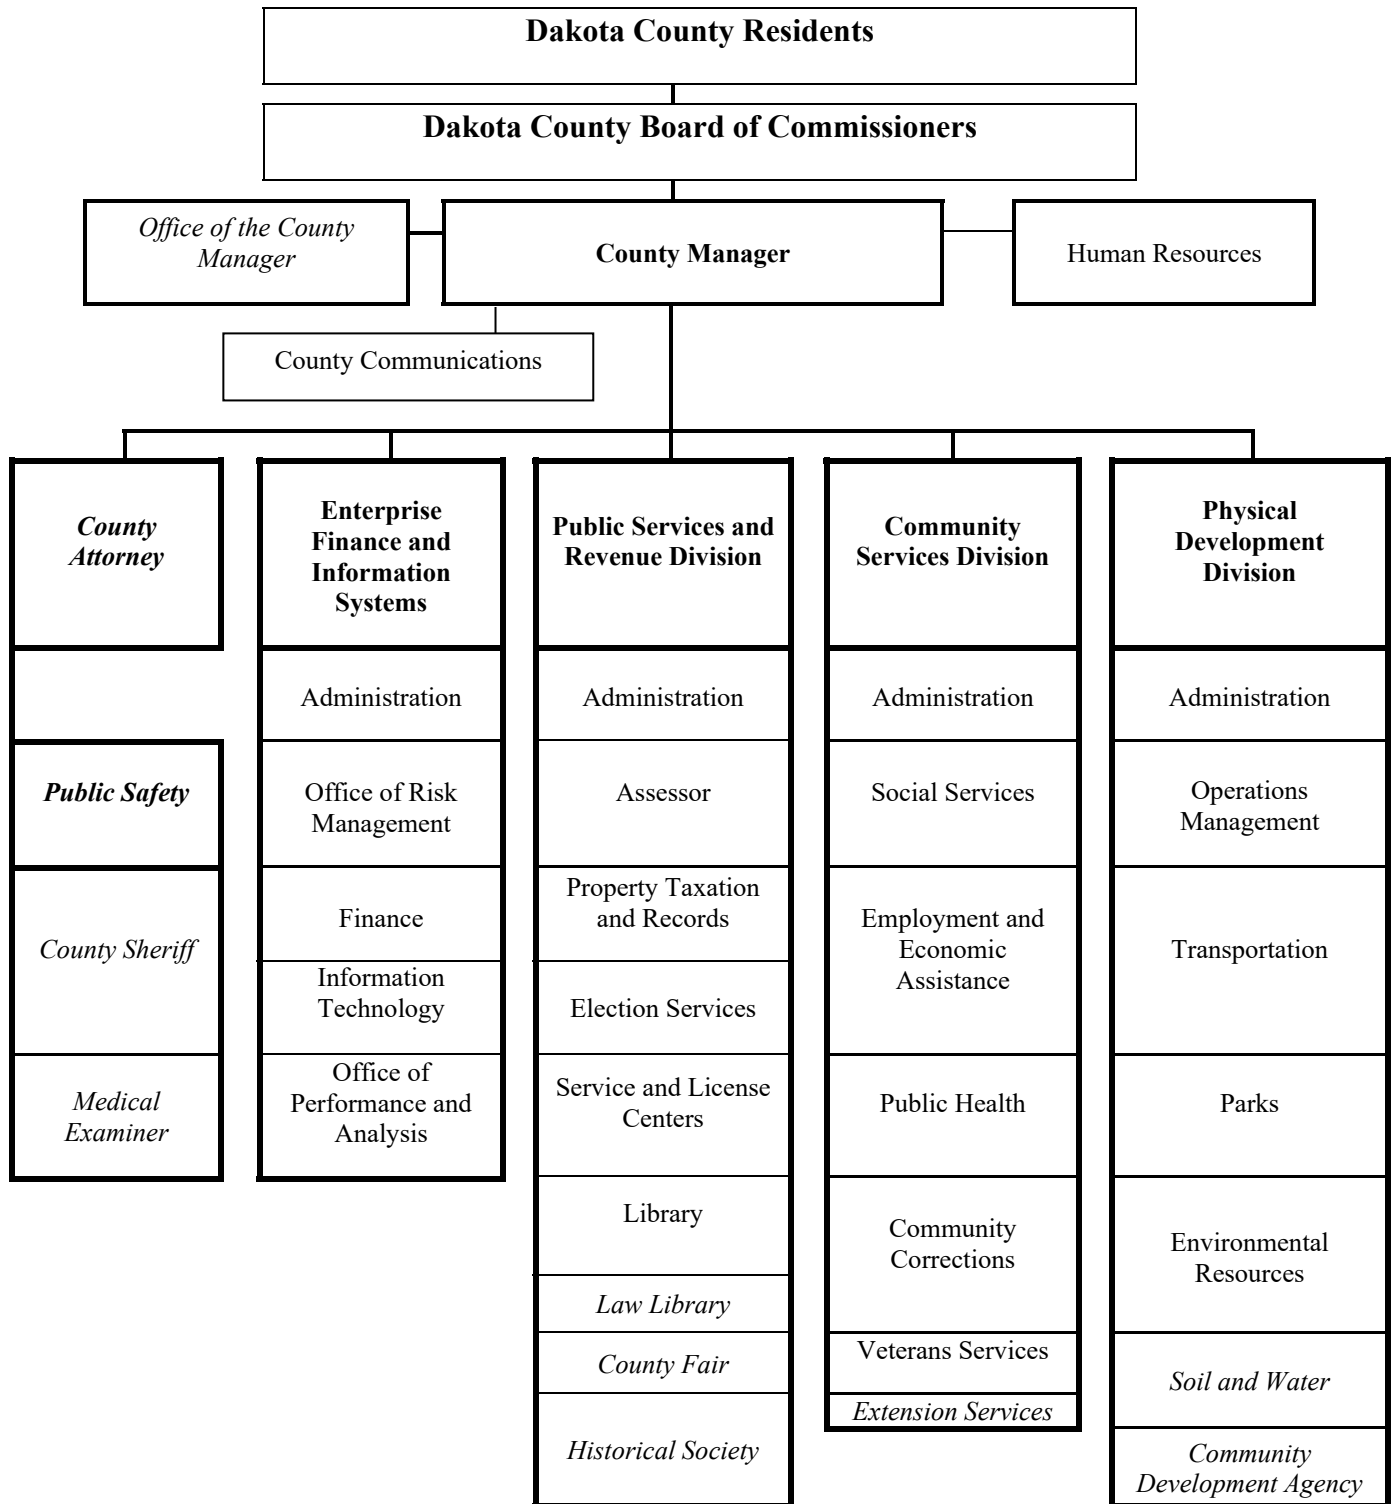 Dakota County Residents
Dakota County Board of Commissioners
Office of the County
Manager
County Manager
Human Resources
County Communications
County
Attorney
Public Safety
County Sheriff
Medical
Examiner
Enterprise
Finance and
Information
Systems
Administration
Office of Risk
Management
Finance
Information
Technology
Office of
Performance and
Analysis
Public Services and
Revenue Division
Administration
Assessor
Property Taxation
and Records
Election Services
Service and License
Centers
Library
Law Library
County Fair
Historical Society
Community
Services Division
Administration
Social Services
Employment and
Economic
Assistance
Public Health
Community
Corrections
Veterans Services
Extension Services
Physical
Development
Division
Administration
Operations
Management
Transportation
Parks
Environmental
Resources
Soil and Water
Community
Development Agency